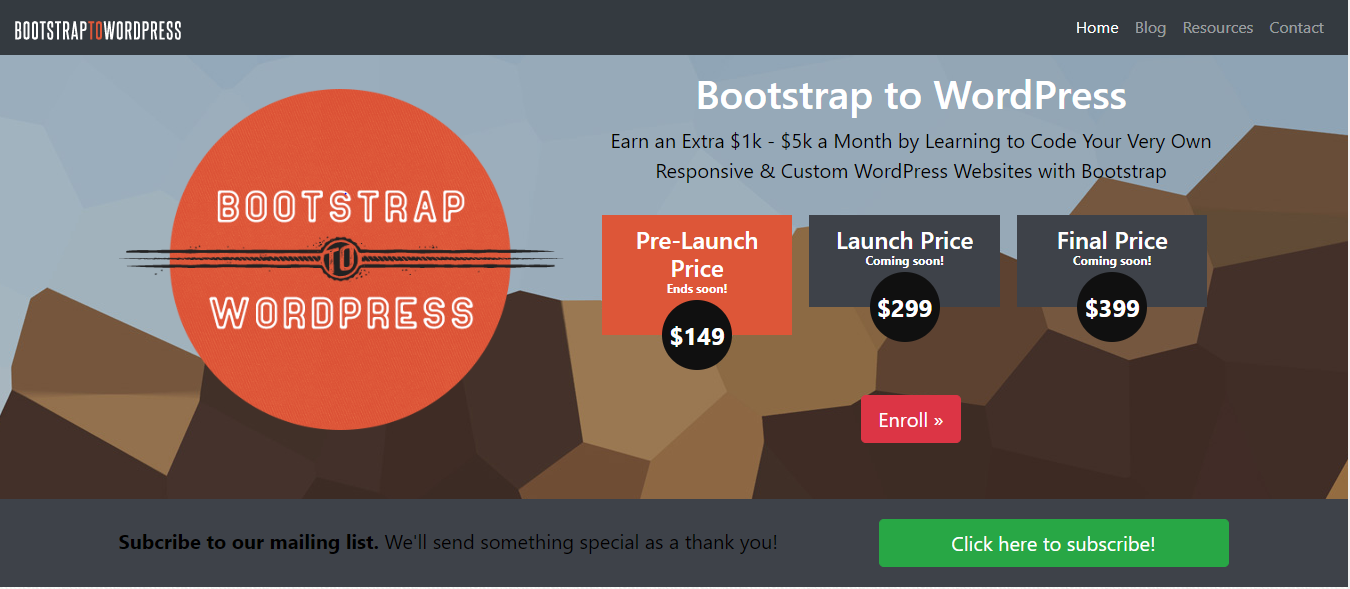 BOOTSTRAPTOWORDPRESS
Home Blog Resources Contact
BOOTSTRAP
TO
WORDPRESS
Bootstrap to WordPress
Earn an Extra $1k - $5k a Month by Learning to Code Your Very Own
Responsive & Custom WordPress Websites with Bootstrap
Pre-Launch
Price
Ends soon!
$149
Launch Price
Coming soon!
$299
Final Price
Coming soon!
$399
Enroll »
Subcribe to our mailing list. We'll send something special as a thank you!
Click here to subscribe!